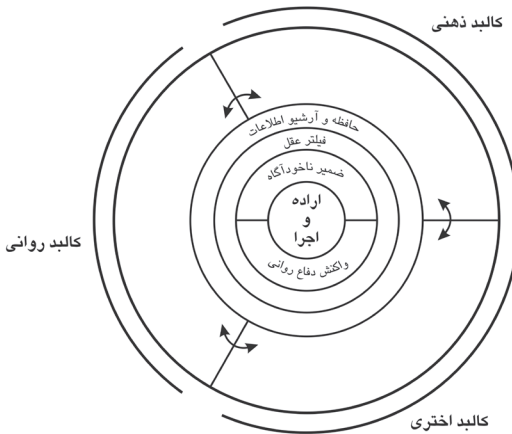 کالبد ذهنی
حافظه و آرشیو اطلاعات
فیلتر عقل
ضمیر ناخودآگاه
اراده
و
اجرا
واکنش دفاع روانی
کالبد روانی
کالبد اختری